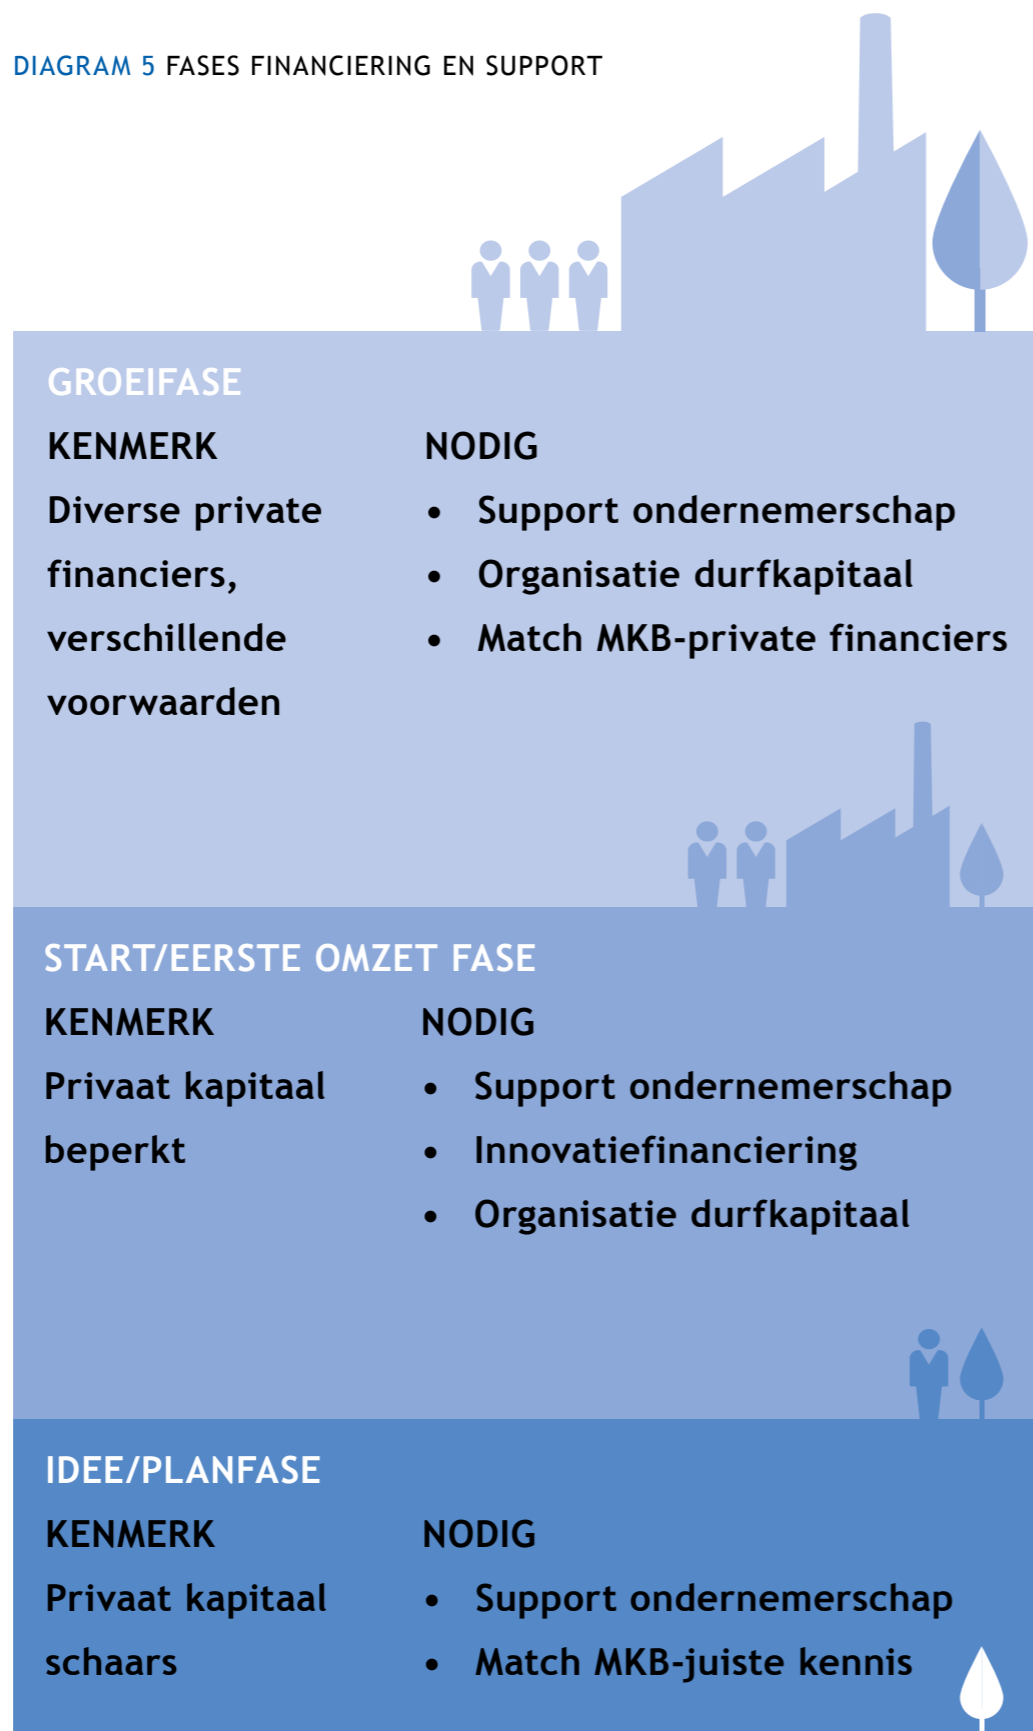 DIAGRAM 5 FASES FINANCIERING EN SUPPORT
GROEIFASE
KENMERK
Diverse private
financiers,
verschillende
voorwaarden
NODIG
• Support ondernemerschap
• Organisatie durfkapitaal
• Match MKB-private financiers
START/EERSTE OMZET FASE
KENMERK
Privaat kapitaal
beperkt
NODIG
• Support ondernemerschap
• Innovatiefinanciering
• Organisatie durfkapitaal
IDEE/PLANFASE
KENMERK
Privaat kapitaal
schaars
NODIG
• Support ondernemerschap
• Match MKB-juiste kennis